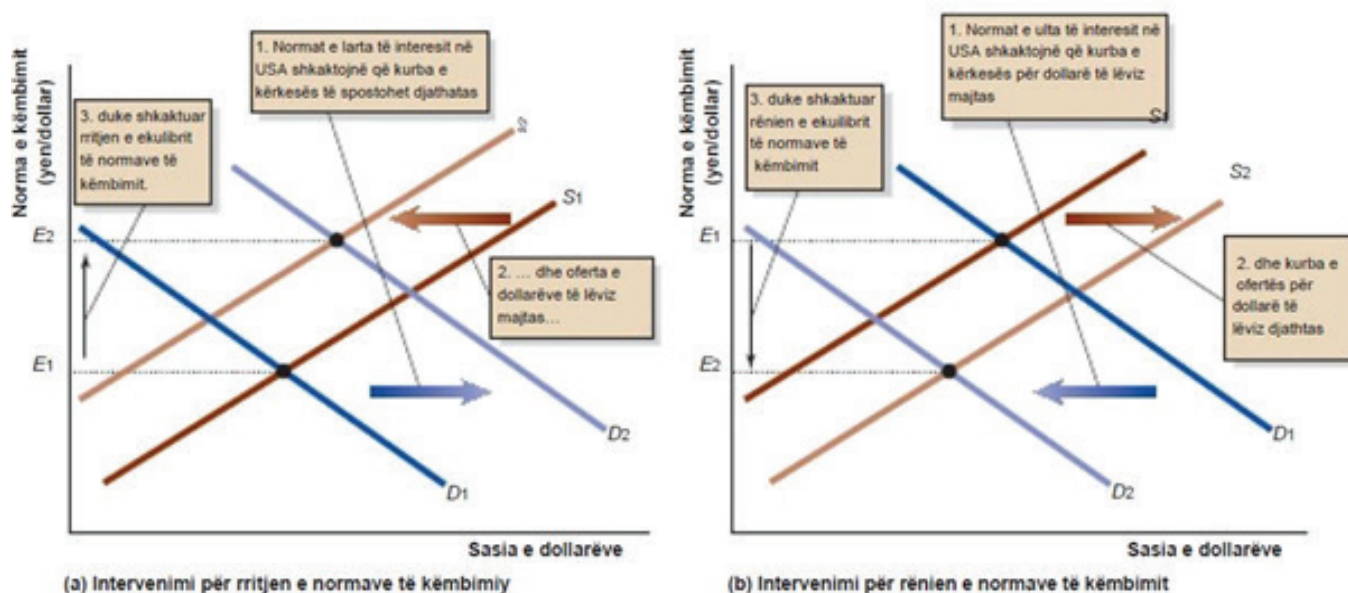 1. Normat e larta të interesit në
USA shkaktojnë që kurba e
kërkesës të spostohet djathatas
3. duke shkaktuar
rritjen e ekulibrit
të normave të
këmbimit.
Norma e këmbimit
(yen/dollar)
S1
E2
2. ... dhe oferta e
dollarëve të lëviz
majtas...
E1
D2
D1
Sasia e dollarëve
(a) Intervenimi për rritjen e normave të këmbimiy
1. Normat e ulta të interesit në
USA shkaktojnë që kurba e
kërkesës për dollarë të lëviz
majtas
3. duke shkaktuar
rënien e ekuilibrit
të normave të
këmbimit
Norma e këmbimit
(yen/dollar)
S1
S2
E1
2. dhe kurba e
ofertës për
dollarë të
lëviz djahtas
E2
D1
D2
Sasia e dollarëve
(b) Intervenimi për rënien e normave të këmbimit